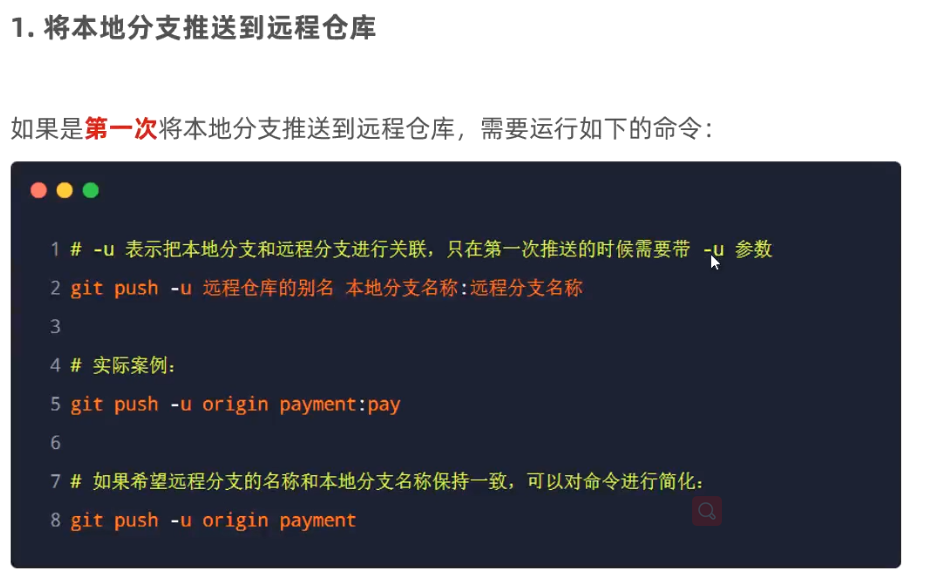 1. 将本地分支推送到远程仓库
如果是第一次将本地分支推送到远程仓库，需要运行如下的命令：
1 # -u 表示把本地分支和远程分支进行关联，只在第一次推送的时候需要带 -u 参数
2 git push -u 远程仓库的别名 本地分支名称:远程分支名称
3
4 # 实际案例：
5 git push -u origin payment:pay
6
7 # 如果希望远程分支的名称和本地分支名称保持一致，可以对命令进行简化：
8 git push -u origin payment